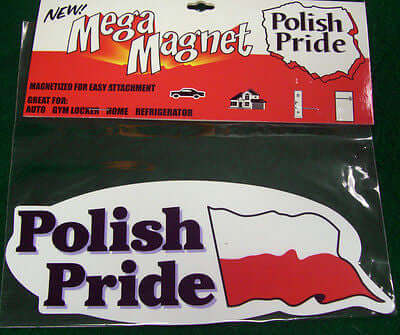 NEW!
Mega
Magnet
Polish
Pride
MAGNETIZED FOR EASY ATTACHMENT
GREAT FOR:
AUTO GYM LOCKER HOME REFRIGERATOR
Polish
Pride